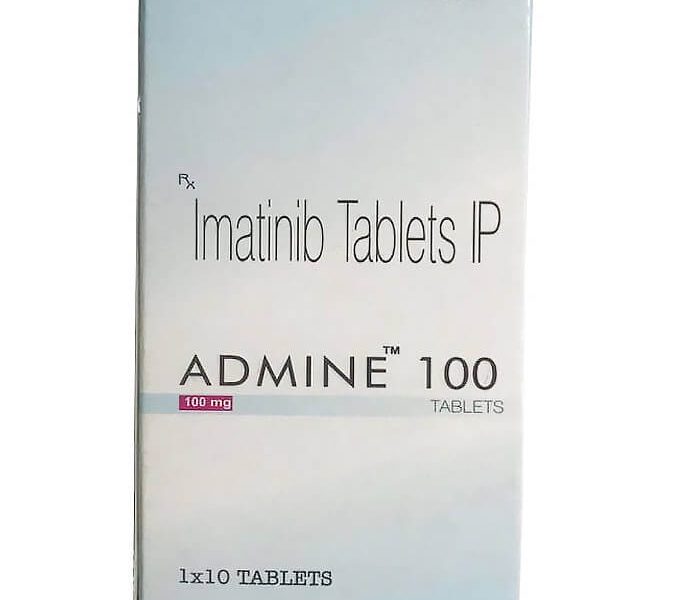 Rx
Imatinib Tablets IP
ADMINE™ 100
100 mg
TABLETS
1x10 TABLETS